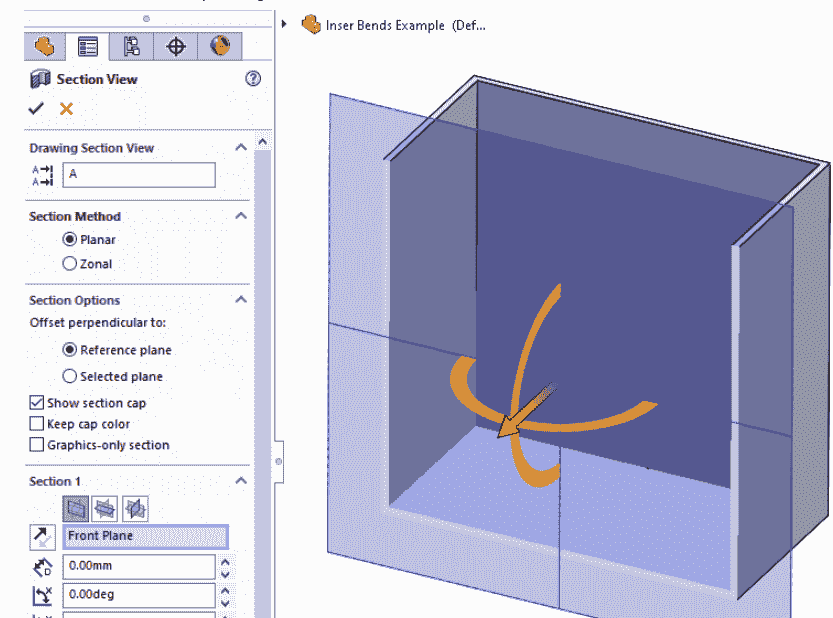 Inser Bends Example (Def...
Section View
Drawing Section View
A
Section Method
Planar
Zonal
Section Options
Offset perpendicular to:
Reference plane
Selected plane
Show section cap
Keep cap color
Graphics-only section
Section 1
Front Plane
0.00mm
0.00deg